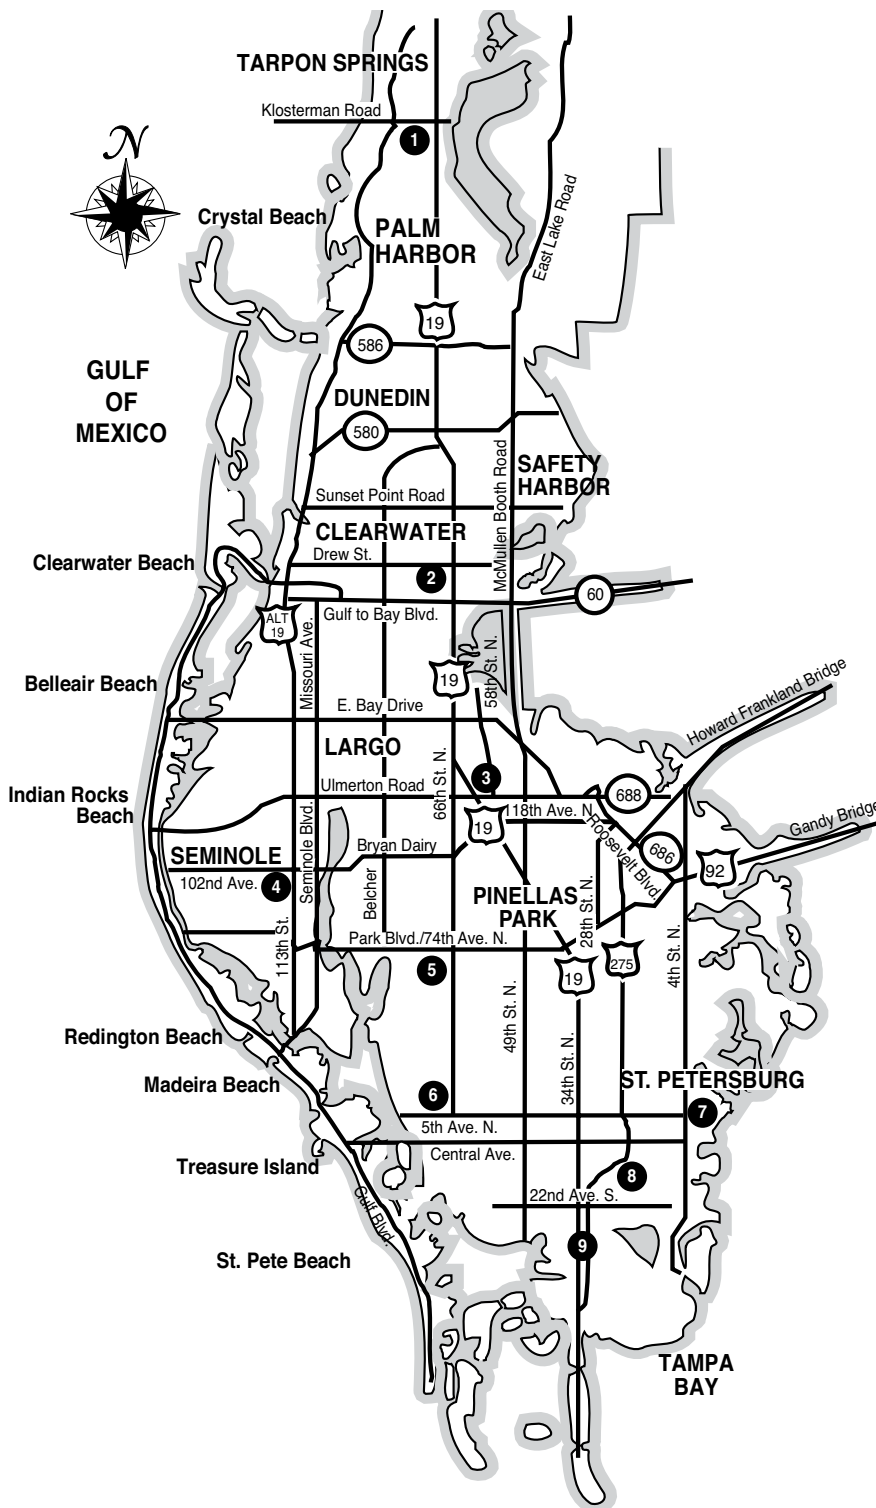 TARPON SPRINGS
Klosterman Road
1
N
Crystal Beach
PALM
HARBOR
East Lake Road
19
586
GULF
OF
MEXICO
DUNEDIN
580
McMullen Booth Road
SAFETY
HARBOR
Sunset Point Road
CLEARWATER
Drew St.
Clearwater Beach
2
60
Gulf to Bay Blvd.
ALT
19
Missouri Ave.
58th St. N.
19
Belleair Beach
E. Bay Drive
Howard Frankland Bridge
LARGO
66th St. N.
3
Ulmerton Road
688
Indian Rocks
Beach
118th Ave. N.
19
Roosevelt Blvd.
Gandy Bridge
Seminole Blvd.
Bryan Dairy
SEMINOLE
686
92
102nd Ave.
4
Belcher
PINELLAS
PARK
28th St. N.
113th St.
Park Blvd./74th Ave. N.
4th St. N.
5
19
275
49th St. N.
Redington Beach
34th St. N.
Madeira Beach
ST. PETERSBURG
6
7
5th Ave. N.
Central Ave.
Treasure Island
8
22nd Ave. S.
Gulf Blvd.
9
St. Pete Beach
TAMPA
BAY